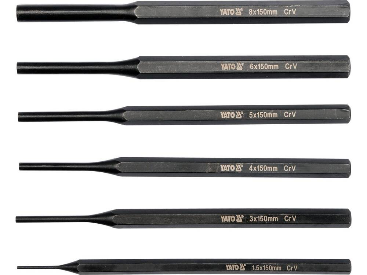 YATO 8x150mm CrV
YATO 6x150mm CrV
YATO 5x150mm CrV
YATO 4x150mm CrV
YATO 3x150mm CrV
YATO 1.5x150mm CrV